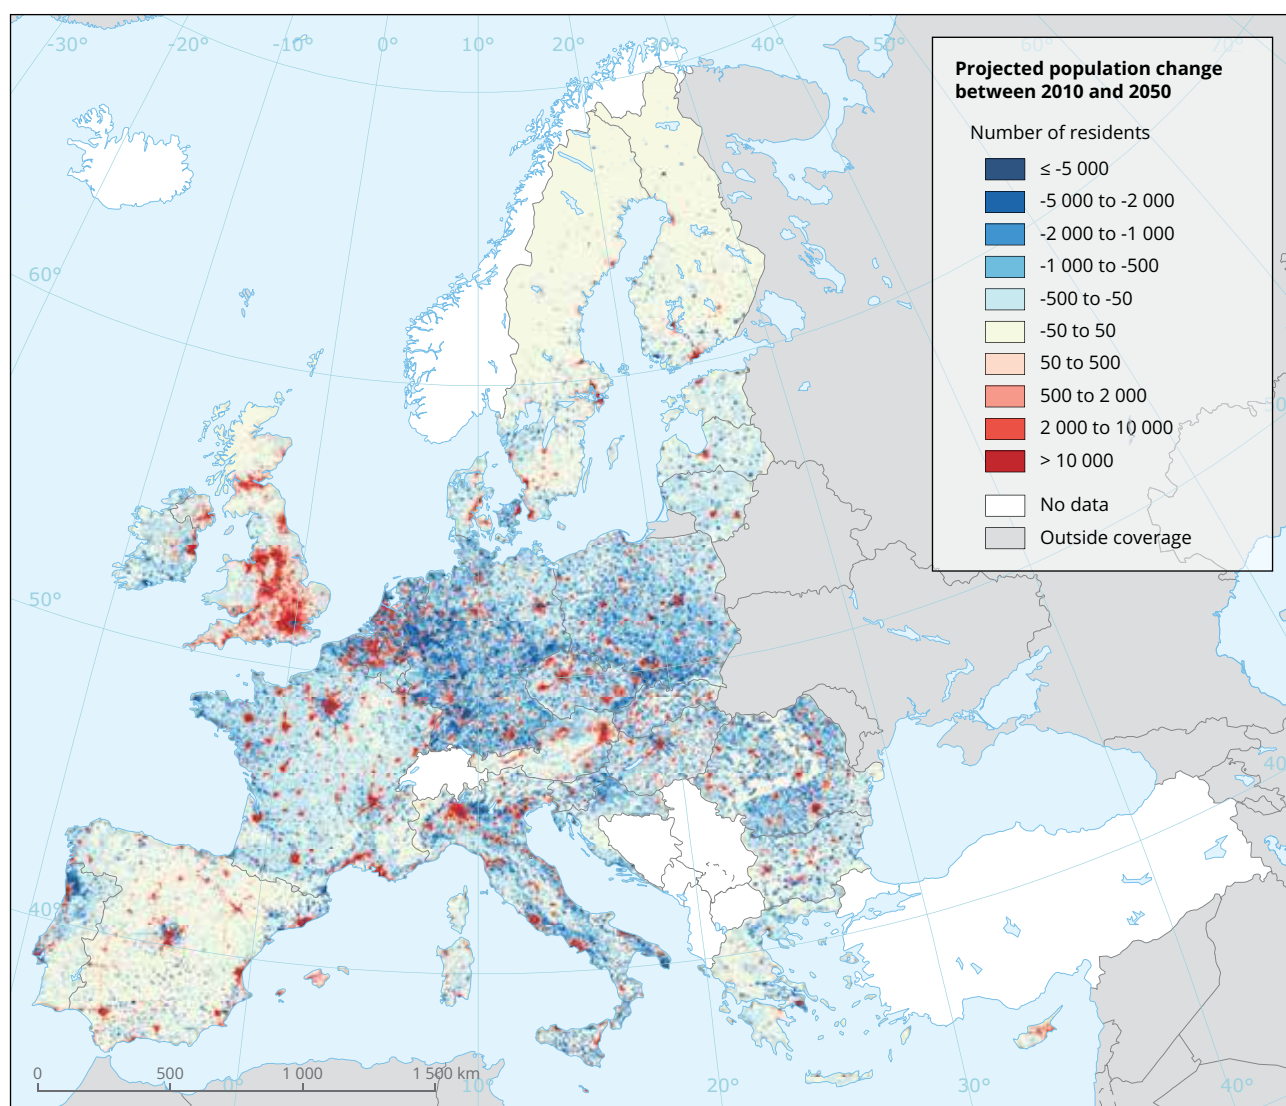 -30°
-20°
-10°
0°
10°
20°
30°
40°
50°
60°
70°
Projected population change
between 2010 and 2050
Number of residents
≤ -5 000
-5 000 to -2 000
-2 000 to -1 000
-1 000 to -500
-500 to -50
-50 to 50
50 to 500
500 to 2 000
2 000 to 10 000
> 10 000
No data
Outside coverage
60°
50
50°
40
40°
0
500
1 000
1 500 km
0°
10°
20°
30°
40°